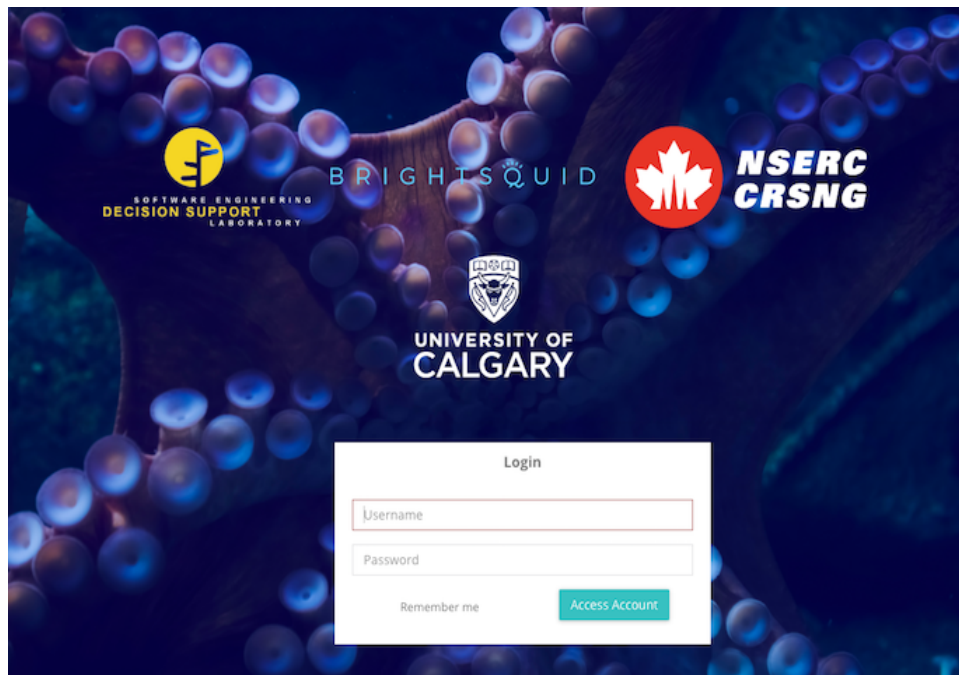 SOFTWARE ENGINEERING
DECISION SUPPORT
LABORATORY
BRIGHTSQUID
NSERC
CRSNG
UNIVERSITY OF
CALGARY
Login
Username
Password
Remember me
Access Account